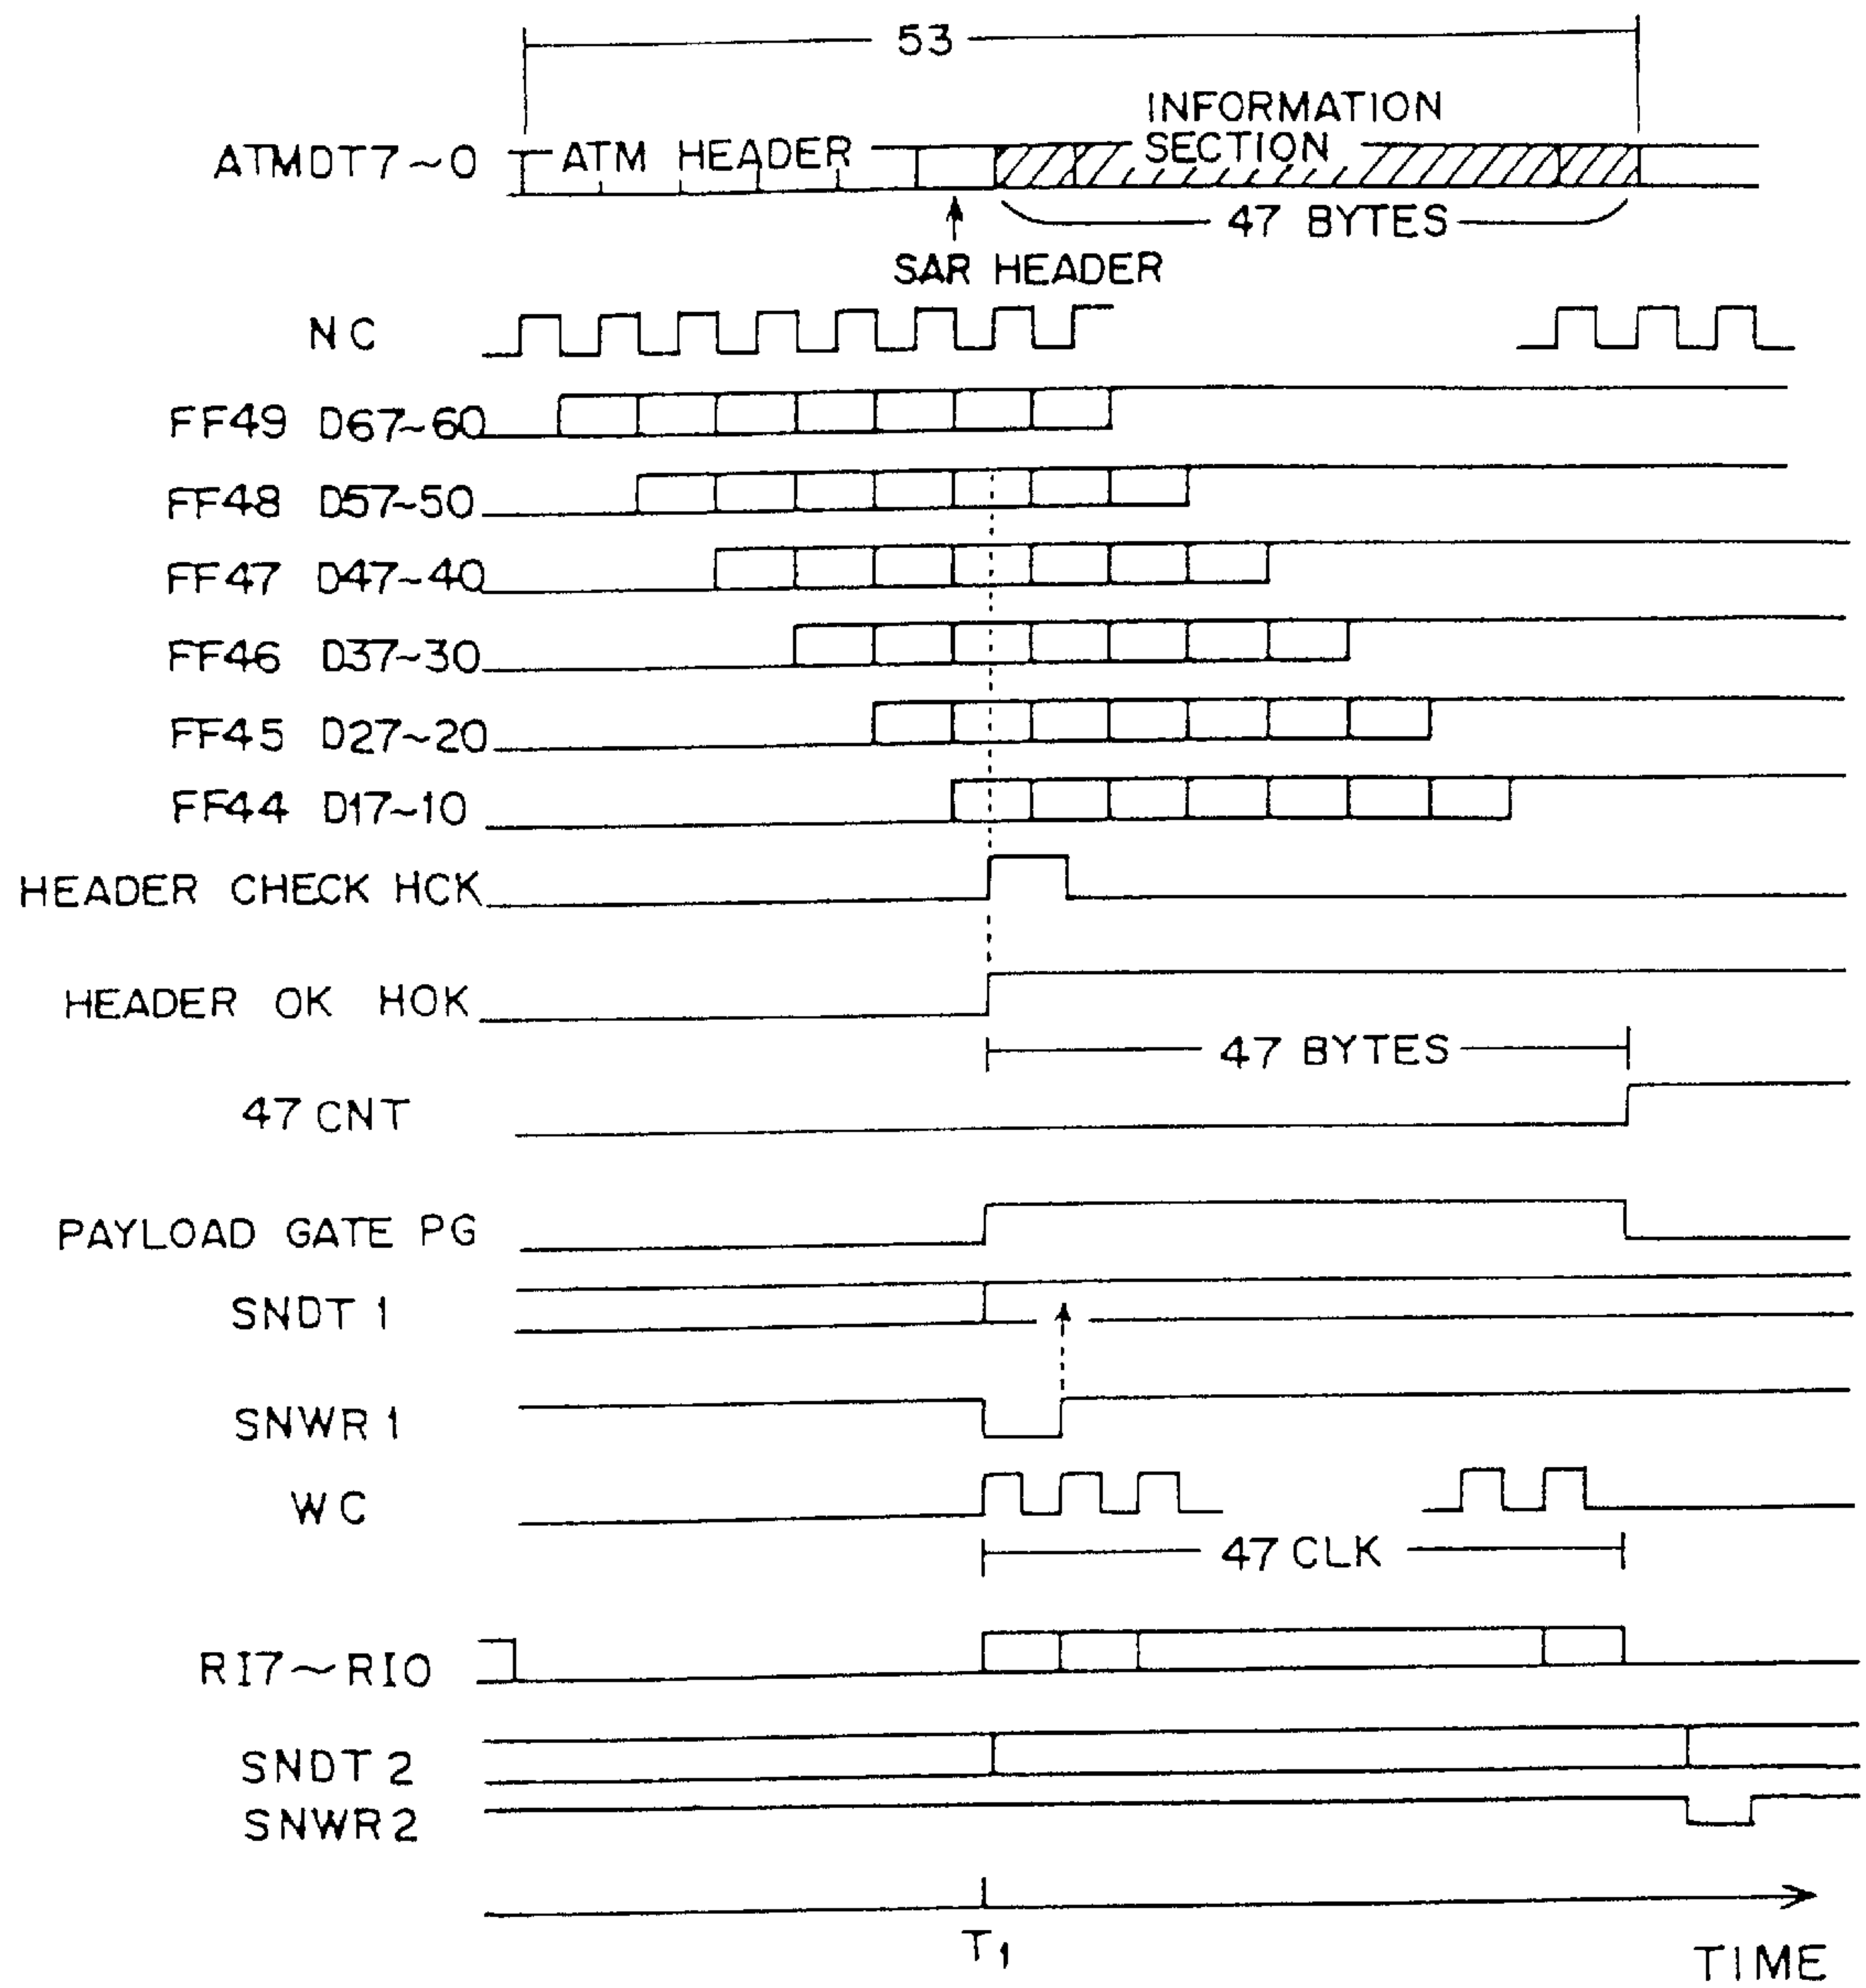 53
INFORMATION
SECTION
ATMDT7~0 ATM HEADER
47 BYTES
SAR HEADER
NC
FF49 D67~60
FF48 D57~50
FF47 D47~40
FF46 D37~30
FF45 D27~20
FF44 D17~10
HEADER CHECK HCK
HEADER OK HOK
47 BYTES
47 CNT
PAYLOAD GATE PG
SNDT 1
SNWR 1
WC
47 CLK
RI7~RI0
SNDT 2
SNWR 2
T1
TIME